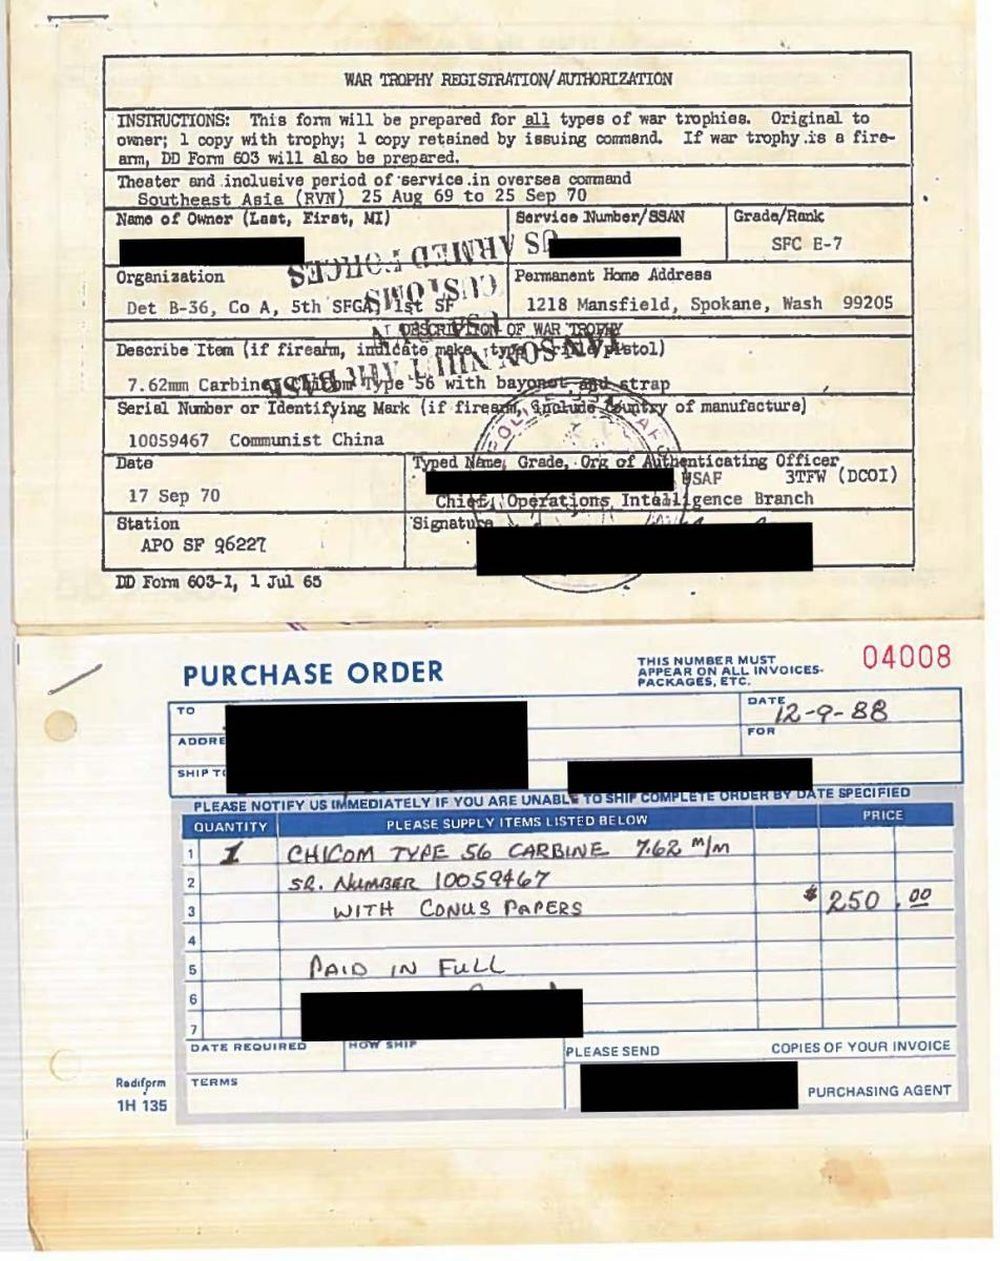 WAR TROPHY REGISTRATION/AUTHORIZATION
INSTRUCTIONS: This form will be prepared for all types of war trophies. Original to
owner; 1 copy with trophy; 1 copy retained by issuing command. If war trophy is a fire-
arm, DD Form 603 will also be prepared.
Theater and inclusive period of service in oversea command
Southeast Asia (RVN) 25 Aug 69 to 25 Sep 70
Name of Owner (Last, First, MI)
Service Number/SSAN
Grade/Rank
SFC E-7
US ARMED FORCES
CUSTOMS
TAN SON NHUT AIR BASE
Organization
Permanent Home Address
Det B-36, Co A, 5th SFGA, 1st SF
1218 Mansfield, Spokane, Wash 99205
DESCRIPTION OF WAR TROPHY
Describe Item (if firearm, indicate make, type, rifle pistol)
7.62mm Carbine, Chicom Type 56 with bayonet and strap
Serial Number or Identifying Mark (if firearm, include country of manufacture)
10059467 Communist China
Date
Typed Name, Grade, Org of Authenticating Officer
USAF 3TFW (DCOI)
17 Sep 70
Chief, Operations Intelligence Branch
Station
Signature
APO SF 96227
DD Form 603-1, 1 Jul 65
PURCHASE ORDER
THIS NUMBER MUST
APPEAR ON ALL INVOICES-
PACKAGES, ETC.
04008
TO
DATE
12-9-88
ADDRE
FOR
SHIP TO
PLEASE NOTIFY US IMMEDIATELY IF YOU ARE UNABLE TO SHIP COMPLETE ORDER BY DATE SPECIFIED
QUANTITY
PLEASE SUPPLY ITEMS LISTED BELOW
PRICE
1 1 CHICOM TYPE 56 CARBINE 7.62 M/M
2 SR. NUMBER 10059467
3 WITH CONUS PAPERS $250.00
4
5 PAID IN FULL
6
7
DATE REQUIRED
HOW SHIP
PLEASE SEND
COPIES OF YOUR INVOICE
TERMS
PURCHASING AGENT
Rediform
1H 135